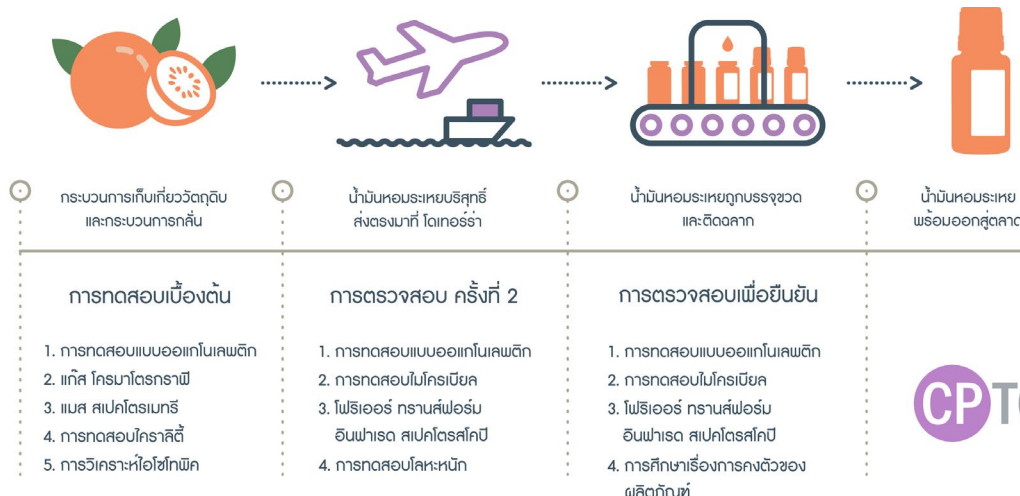 กระบวนการเก็บเกี่ยววัตถุดิบ
และกระบวนการกลั่น
น้ำมันหอมระเหยบริสุทธิ์
ส่งตรงมาที่ โดเทอร์ร่า
น้ำมันหอมระเหยถูกบรรจุขวด
และติดฉลาก
น้ำมันหอมระเหย
พร้อมออกสู่ตลาด
การทดสอบเบื้องต้น
1. การทดสอบแบบออแกโนเลพติก
2. แก๊ส โครมาโตรกราฟี
3. แมส สเปคโตรเมทรี
4. การทดสอบไคราลิตี้
5. การวิเคราะห์ไอโซโทพิค
การตรวจสอบ ครั้งที่ 2
1. การทดสอบแบบออแกโนเลพติก
2. การทดสอบไมโครเบียล
3. โฟริเออร์ ทรานส์ฟอร์ม
อินฟาเรด สเปคโตรสโคปี
4. การทดสอบโลหะหนัก
การตรวจสอบเพื่อยืนยัน
1. การทดสอบแบบออแกโนเลพติก
2. การทดสอบไมโครเบียล
3. โฟริเออร์ ทรานส์ฟอร์ม
อินฟาเรด สเปคโตรสโคปี
4. การศึกษาเรื่องการคงตัวของ
ผลิตภัณฑ์
CPT